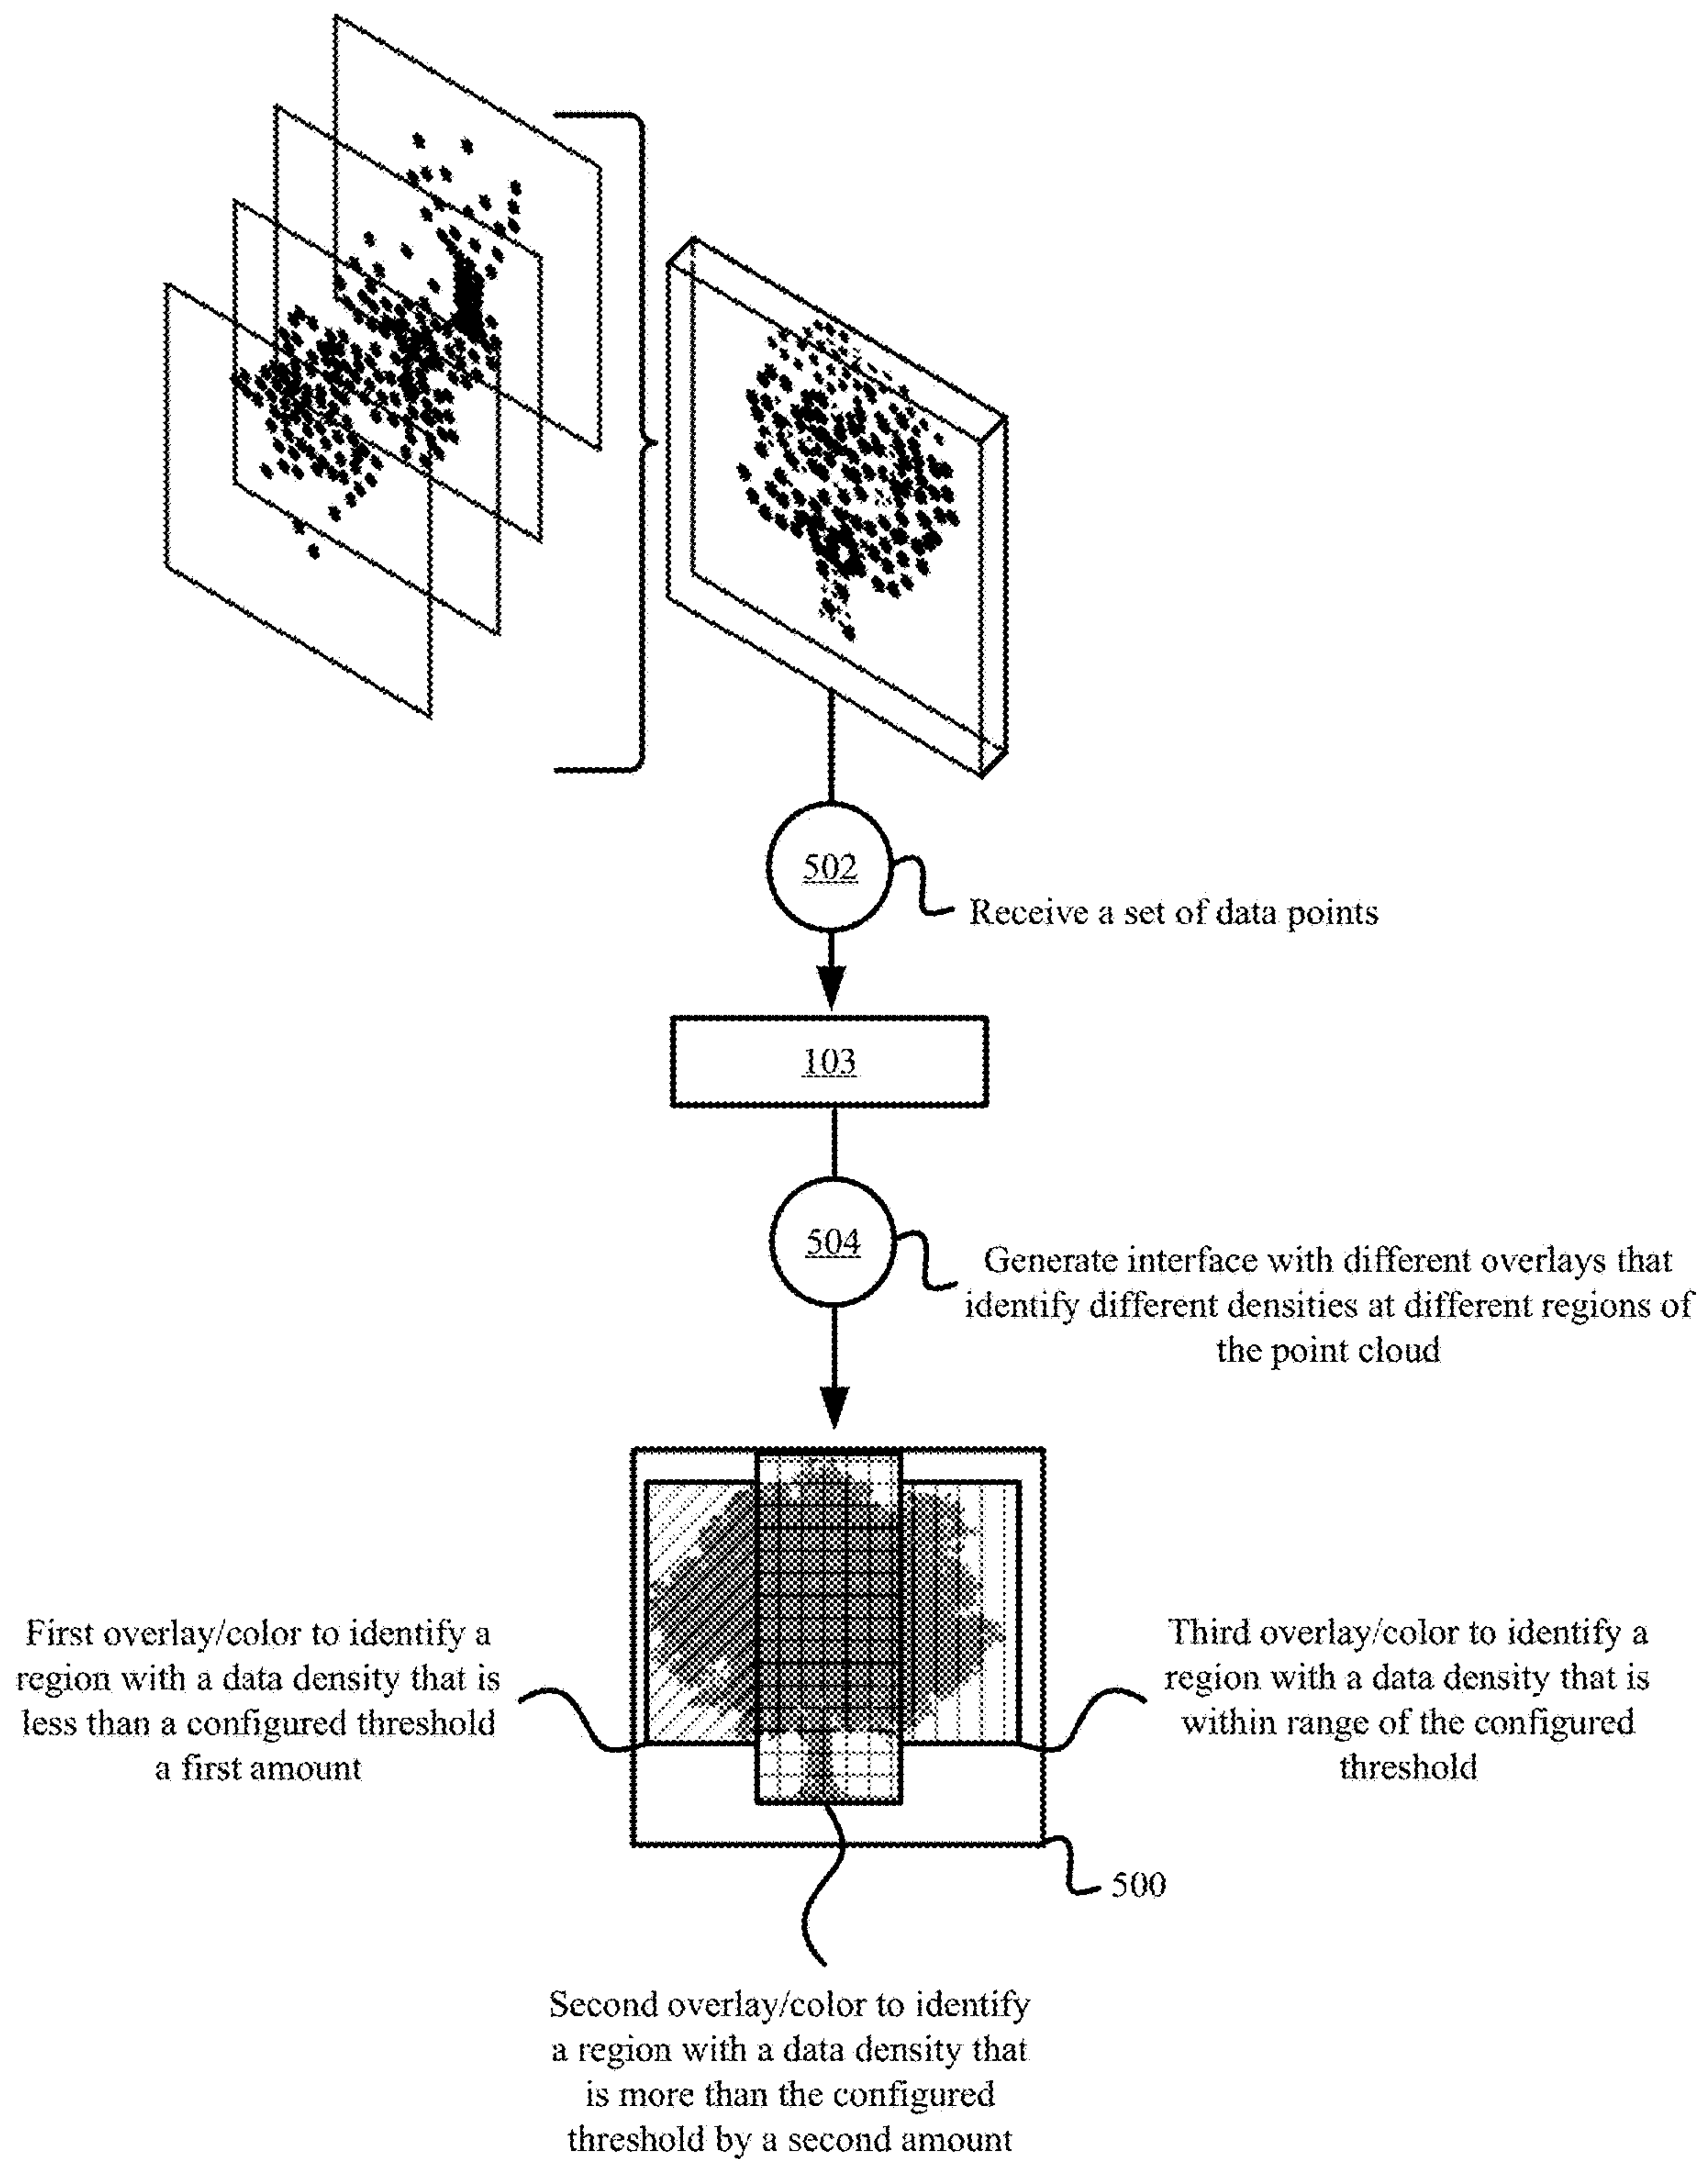 502
Receive a set of data points
103
504
Generate interface with different overlays that
identify different densities at different regions of
the point cloud
First overlay/color to identify a
region with a data density that is
less than a configured threshold
a first amount
Third overlay/color to identify a
region with a data density that is
within range of the configured
threshold
500
Second overlay/color to identify
a region with a data density that
is more than the configured
threshold by a second amount